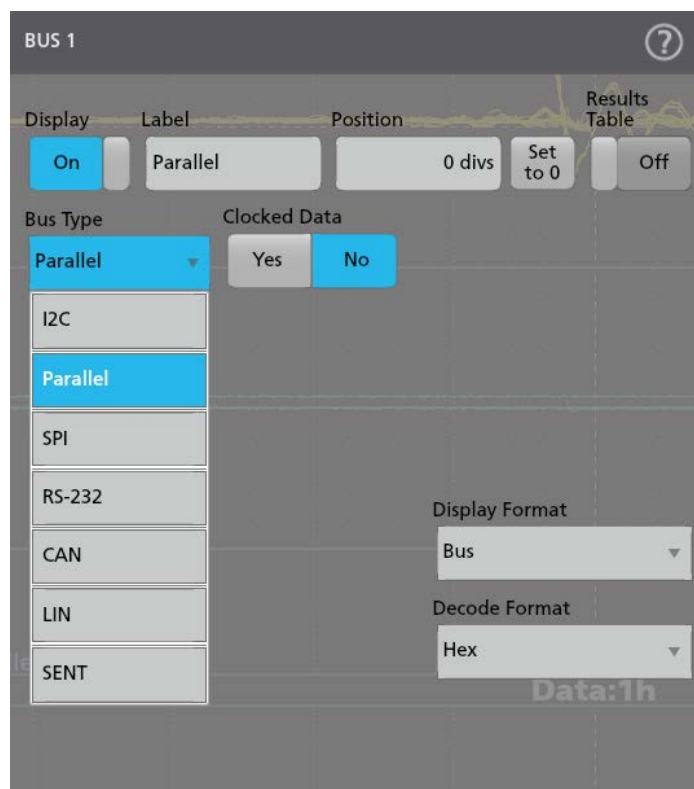 BUS 1
?
Display
Label
Position
Results
Table
On
Parallel
0 divs
Set
to 0
Off
Bus Type
Clocked Data
Parallel
Yes
No
I2C
Parallel
SPI
RS-232
CAN
LIN
SENT
Display Format
Bus
Decode Format
Hex
Data:1h